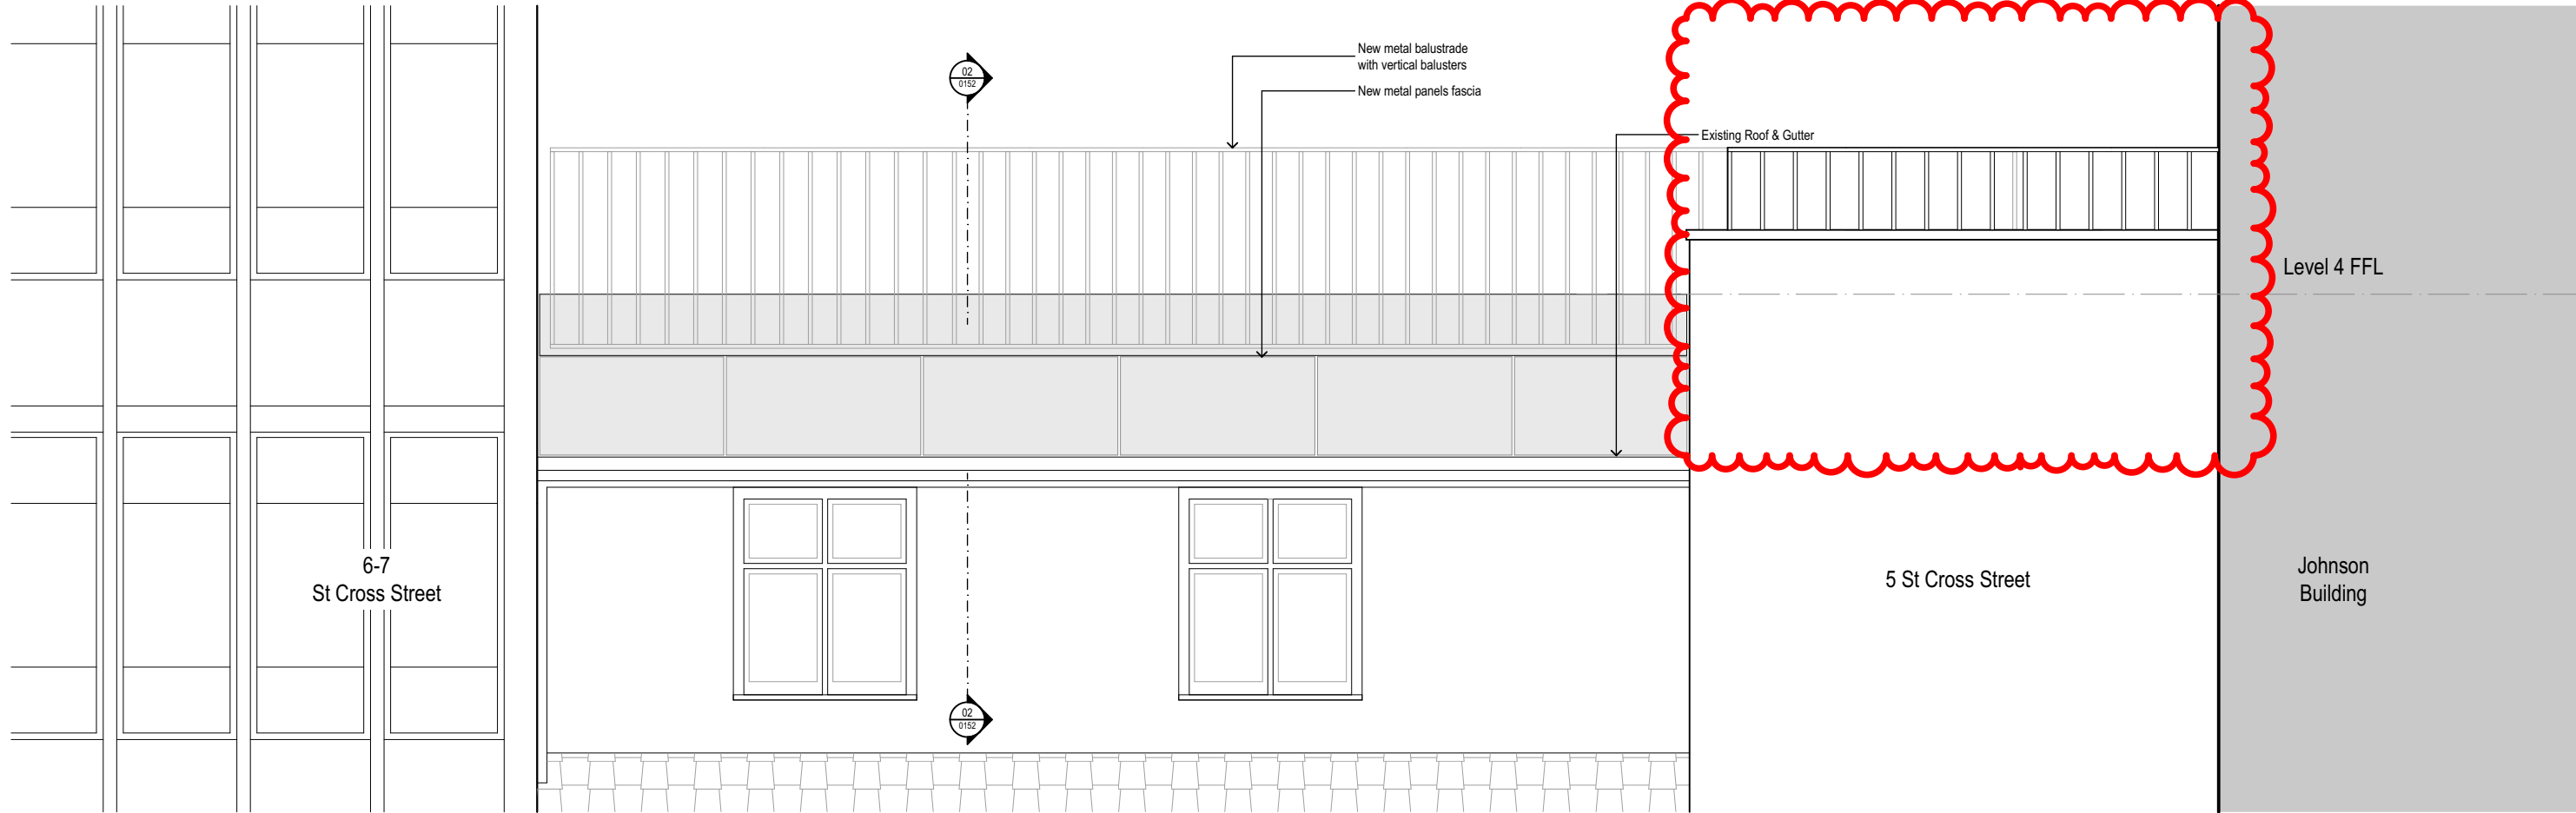 New metal balustrade
with vertical balusters
02
0152
New metal panels fascia
Existing Roof & Gutter
Level 4 FFL
6-7
St Cross Street
5 St Cross Street
Johnson
Building
02
0152